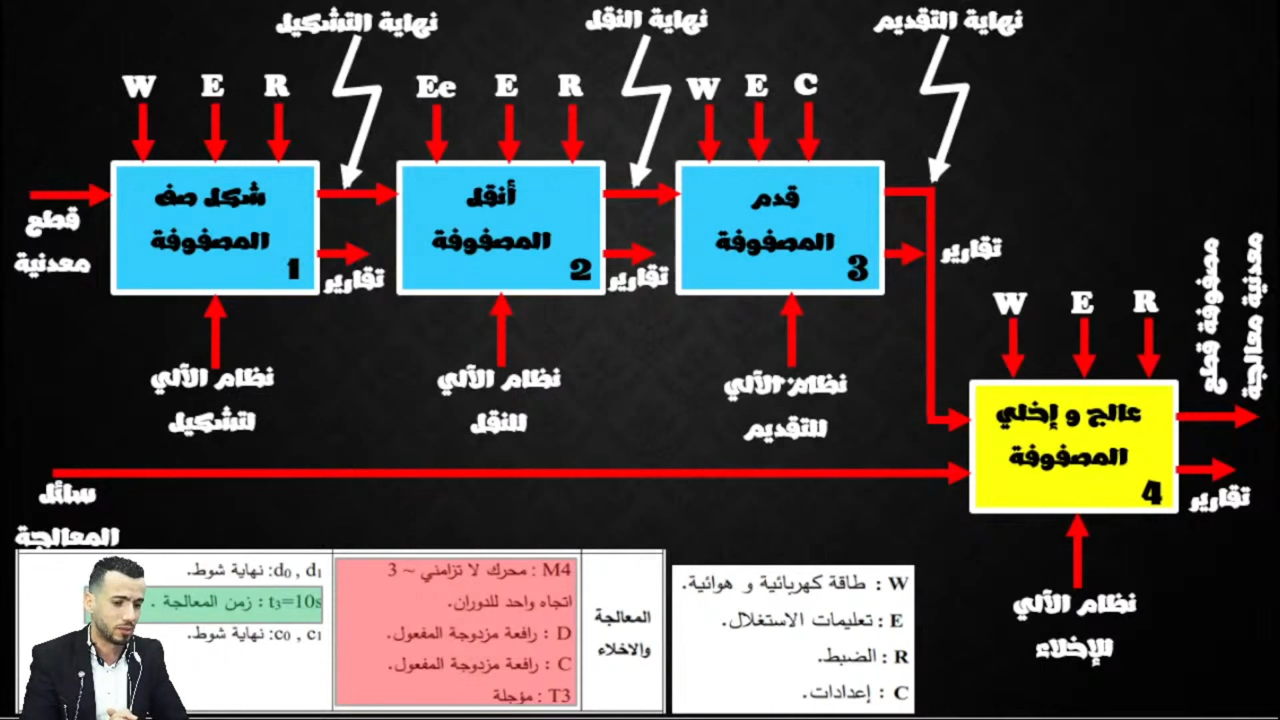 نهاية التشكيل
نهاية النقل
نهاية التقديم
W E R
Ee E R
W E C
قطع
معدنية
شكل صف
المصفوفة
1
أنقل
المصفوفة
2
قدم
المصفوفة
3
تقارير
تقارير
تقارير
نظام الآلي
لتشكيل
نظام الآلي
للنقل
نظام الآلي
للتقديم
W E R
عالج و إخلي
المصفوفة
4
مصفوفة قطع
معدنية معالجة
تقارير
نظام الآلي
للإخلاء
سائل
المعالجة
المعالجة
والاخلاء
M4 : محرك لا تزامني ~ 3
اتجاه واحد للدوران.
D : رافعة مزدوجة المفعول.
C : رافعة مزدوجة المفعول.
T3 : مؤجلة
d0 , d1: نهاية شوط.
t3=10s : زمن المعالجة .
c0 , c1: نهاية شوط.
W : طاقة كهربائية و هوائية.
E : تعليمات الاستغلال.
R : الضبط.
C : إعدادات.